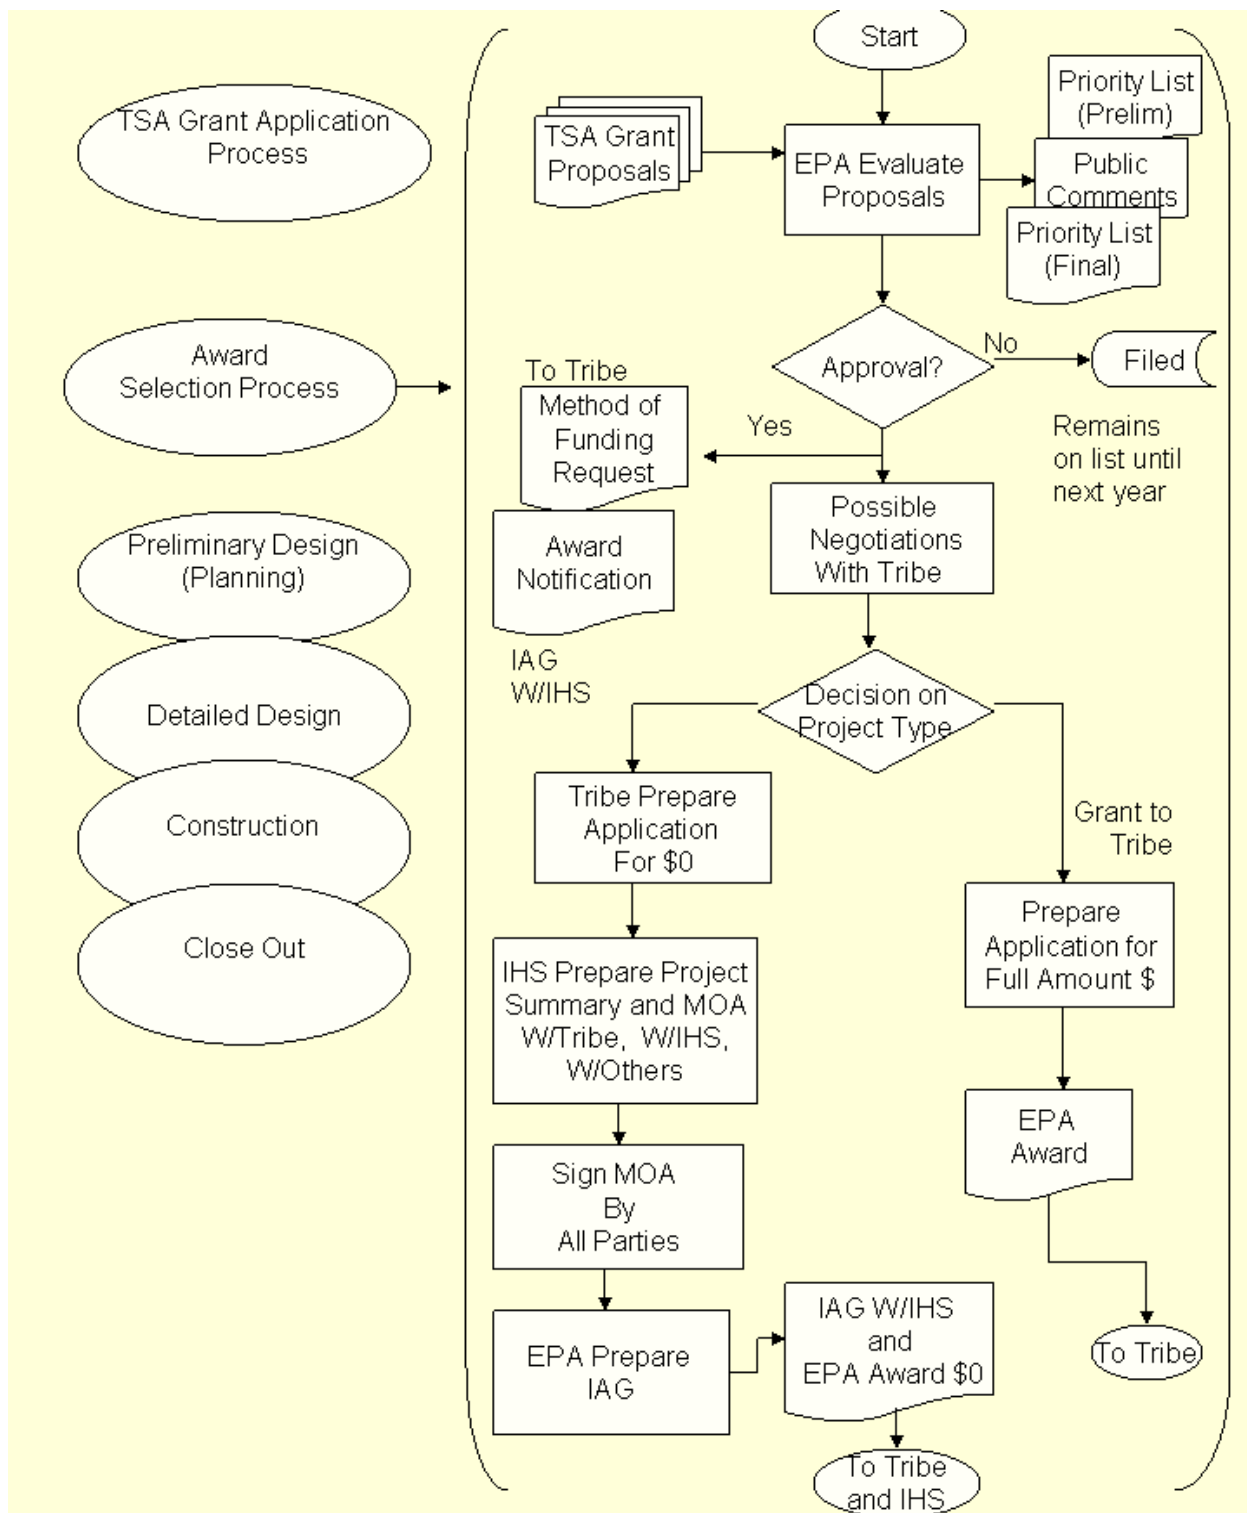 TSA Grant Application
Process
Award
Selection Process
Preliminary Design
(Planning)
Detailed Design
Construction
Close Out
Start
TSA Grant
Proposals
EPA Evaluate
Proposals
Priority List
(Prelim)
Public
Comments
Priority List
(Final)
Approval?
No
Filed
Remains
on list until
next year
Yes
To Tribe
Method of
Funding
Request
Award
Notification
Possible
Negotiations
With Tribe
IAG
W/IHS
Decision on
Project Type
Tribe Prepare
Application
For $0
Grant to
Tribe
Prepare
Application for
Full Amount $
IHS Prepare Project
Summary and MOA
W/Tribe, W/IHS,
W/Others
EPA
Award
Sign MOA
By
All Parties
EPA Prepare
IAG
IAG W/IHS
and
EPA Award $0
To Tribe
To Tribe
and IHS